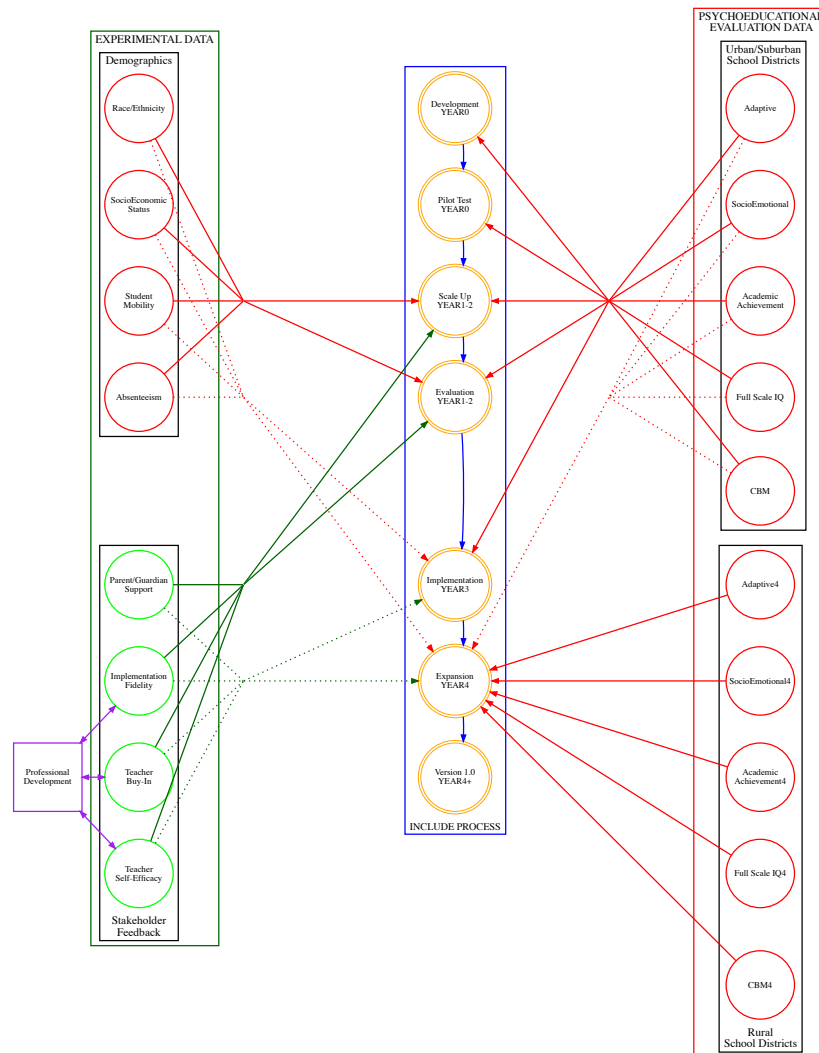 EXPERIMENTAL DATA
Demographics
Race/Ethnicity
SocioEconomic
Status
Student
Mobility
Absenteeism
Parent/Guardian
Support
Implementation
Fidelity
Teacher
Buy-In
Teacher
Self-Efficacy
Stakeholder
Feedback
Professional
Development
Development
YEAR0
Pilot Test
YEAR0
Scale Up
YEAR1-2
Evaluation
YEAR1-2
Implementation
YEAR3
Expansion
YEAR4
Version 1.0
YEAR4+
INCLUDE PROCESS
PSYCHOEDUCATIONAL
EVALUATION DATA
Urban/Suburban
School Districts
Adaptive
SocioEmotional
Academic
Achievement
Full Scale IQ
CBM
Adaptive4
SocioEmotional4
Academic
Achievement4
Full Scale IQ4
CBM4
Rural
School Districts